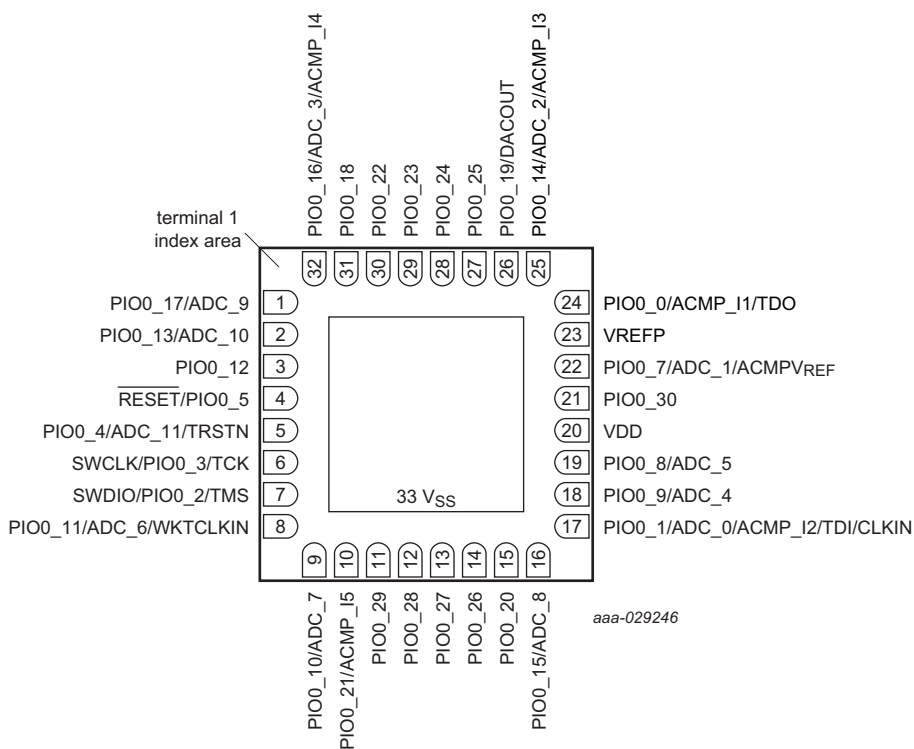 PIO0_16/ADC_3/ACMP_I4
PIO0_18
PIO0_22
PIO0_23
PIO0_24
PIO0_25
PIO0_19/DACOUT
PIO0_14/ADC_2/ACMP_I3
terminal 1
index area
32 31 30 29 28 27 26 25
PIO0_17/ADC_9 1
PIO0_13/ADC_10 2
PIO0_12 3
RESET/PIO0_5 4
PIO0_4/ADC_11/TRSTN 5
SWCLK/PIO0_3/TCK 6
SWDIO/PIO0_2/TMS 7
PIO0_11/ADC_6/WKTCLKIN 8
24 PIO0_0/ACMP_I1/TDO
23 VREFP
22 PIO0_7/ADC_1/ACMPVREF
21 PIO0_30
20 VDD
19 PIO0_8/ADC_5
18 PIO0_9/ADC_4
17 PIO0_1/ADC_0/ACMP_I2/TDI/CLKIN
33 VSS
9 10 11 12 13 14 15 16
PIO0_10/ADC_7
PIO0_21/ACMP_I5
PIO0_29
PIO0_28
PIO0_27
PIO0_26
PIO0_20
PIO0_15/ADC_8
aaa-029246